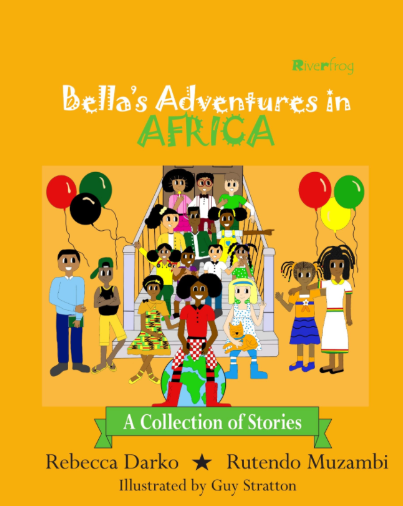 Riverfrog
Bella's Adventures in
AFRICA
A Collection of Stories
Rebecca Darko ★ Rutendo Muzambi
Illustrated by Guy Stratton